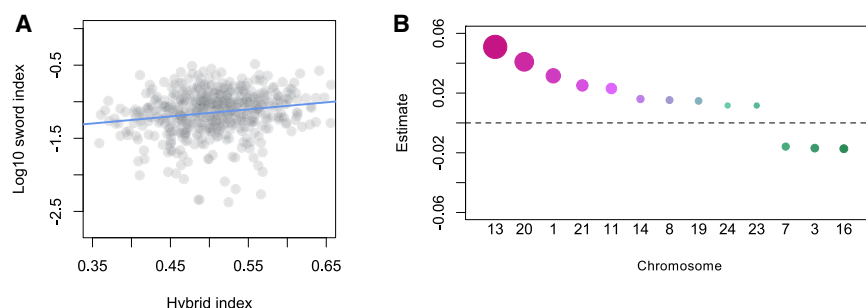 A
Log10 sword index
-0.5
-1.5
-2.5
0.35 0.45 0.55 0.65
Hybrid index
B
Estimate
0.06
0.02
-0.02
-0.06
13 20 1 21 11 14 8 19 24 23 7 3 16
Chromosome